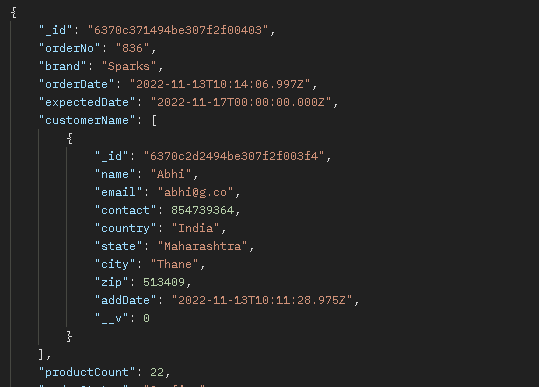 {
"_id": "6370c371494be307f2f00403",
"orderNo": "836",
"brand": "Sparks",
"orderDate": "2022-11-13T10:14:06.997Z",
"expectedDate": "2022-11-17T00:00:00.000Z",
"customerName": [
{
"_id": "6370c2d2494be307f2f003f4",
"name": "Abhi",
"email": "abhi@g.co",
"contact": 854739364,
"country": "India",
"state": "Maharashtra",
"city": "Thane",
"zip": 513409,
"addDate": "2022-11-13T10:11:28.975Z",
"__v": 0
}
],
"productCount": 22,